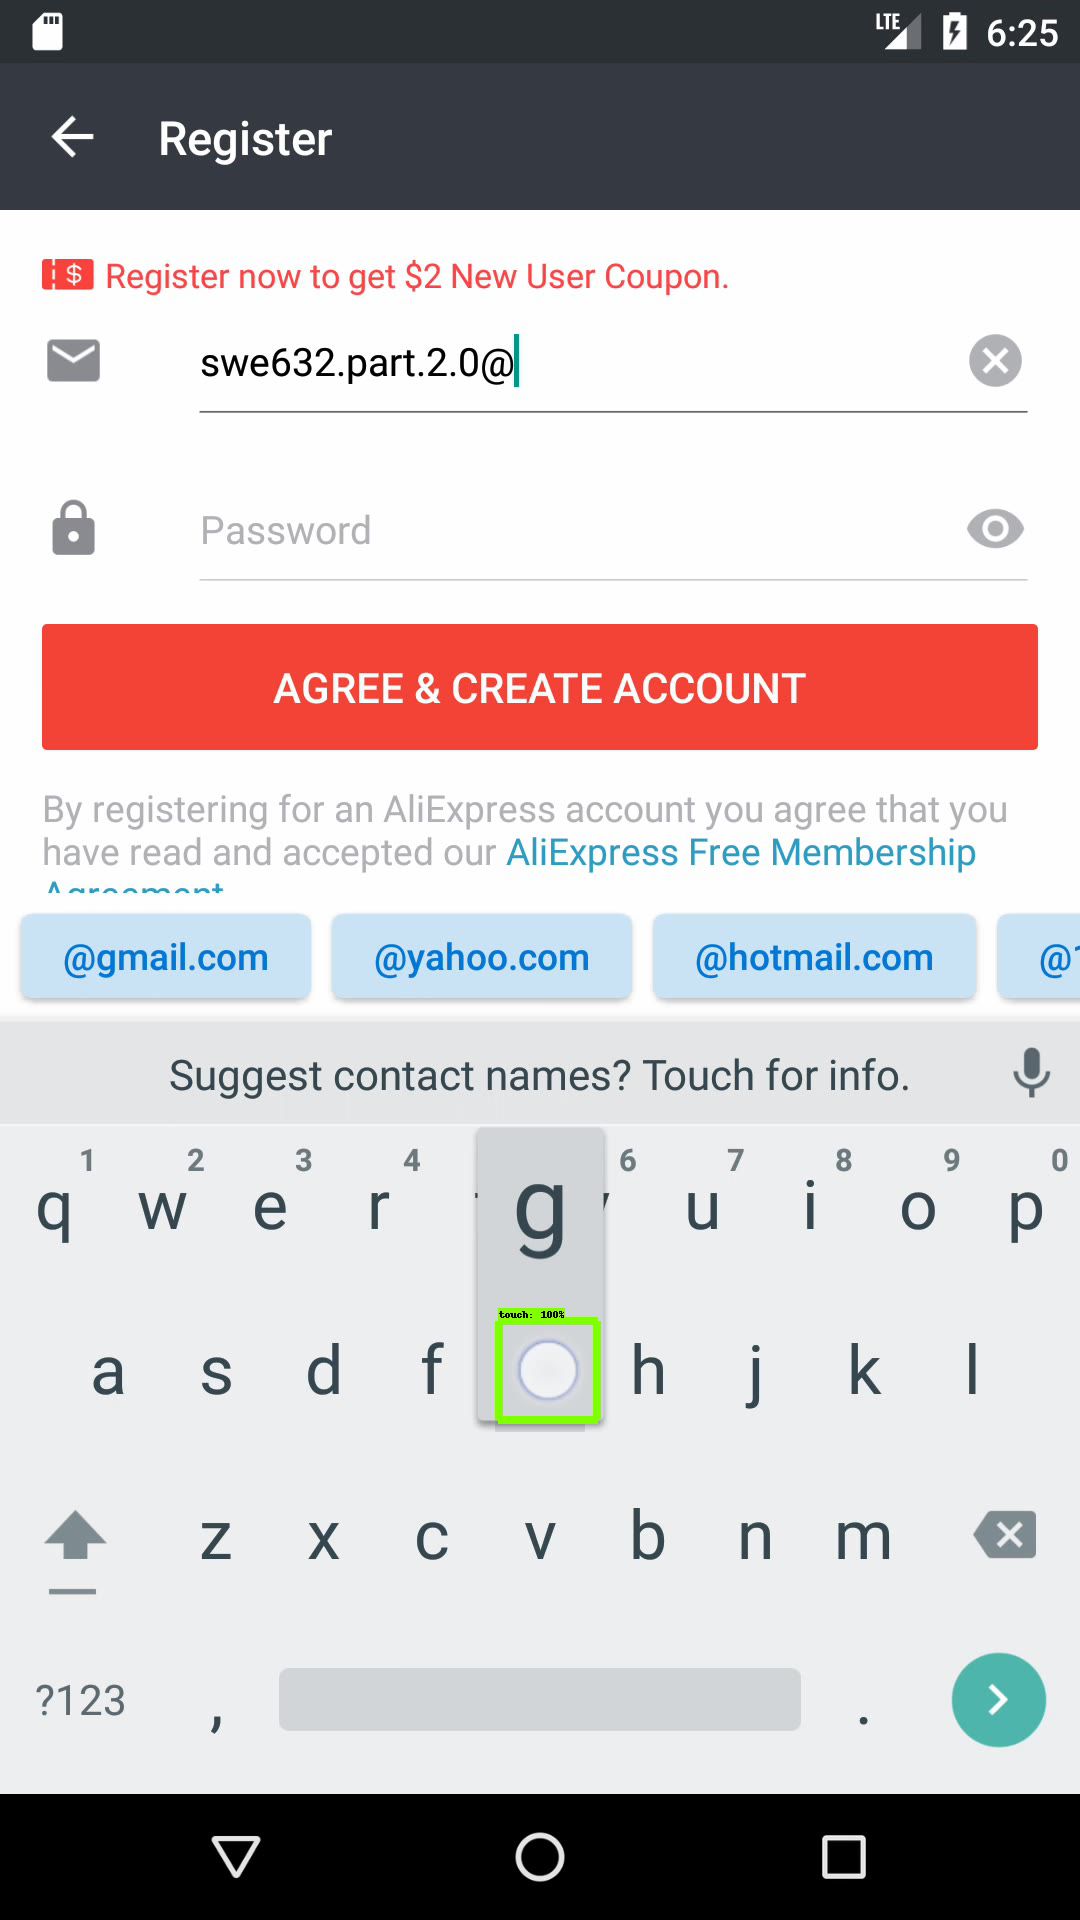 LTE 6:25
Register
$ Register now to get $2 New User Coupon.
swe632.part.2.0@
Password
AGREE & CREATE ACCOUNT
By registering for an AliExpress account you agree that you
have read and accepted our AliExpress Free Membership
Agreement
@gmail.com @yahoo.com @hotmail.com @1
Suggest contact names? Touch for info.
1 2 3 4 6 7 8 9 0
q w e r g u i o p
touch: 100%
a s d f h j k l
z x c v b n m
?123 , .